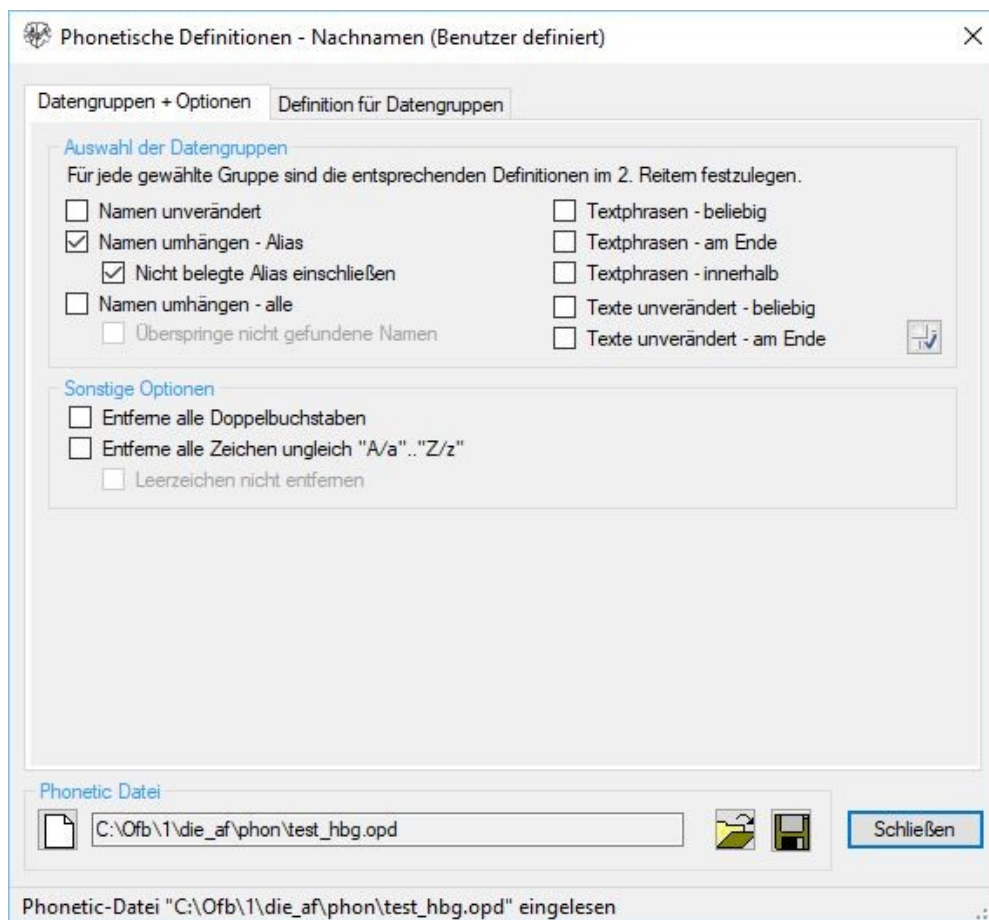 Phonetische Definitionen - Nachnamen (Benutzer definiert)
Datengruppen + Optionen
Definition für Datengruppen
Auswahl der Datengruppen
Für jede gewählte Gruppe sind die entsprechenden Definitionen im 2. Reitern festzulegen.
Namen unverändert
Namen umhängen - Alias
Nicht belegte Alias einschließen
Namen umhängen - alle
Überspringe nicht gefundene Namen
Textphrasen - beliebig
Textphrasen - am Ende
Textphrasen - innerhalb
Texte unverändert - beliebig
Texte unverändert - am Ende
Sonstige Optionen
Entferne alle Doppelbuchstaben
Entferne alle Zeichen ungleich "A/a".."Z/z"
Leerzeichen nicht entfernen
Phonetic Datei
C:\Ofb\1\die_af\phon\test_hbg.opd
Schließen
Phonetic-Datei "C:\Ofb\1\die_af\phon\test_hbg.opd" eingelesen